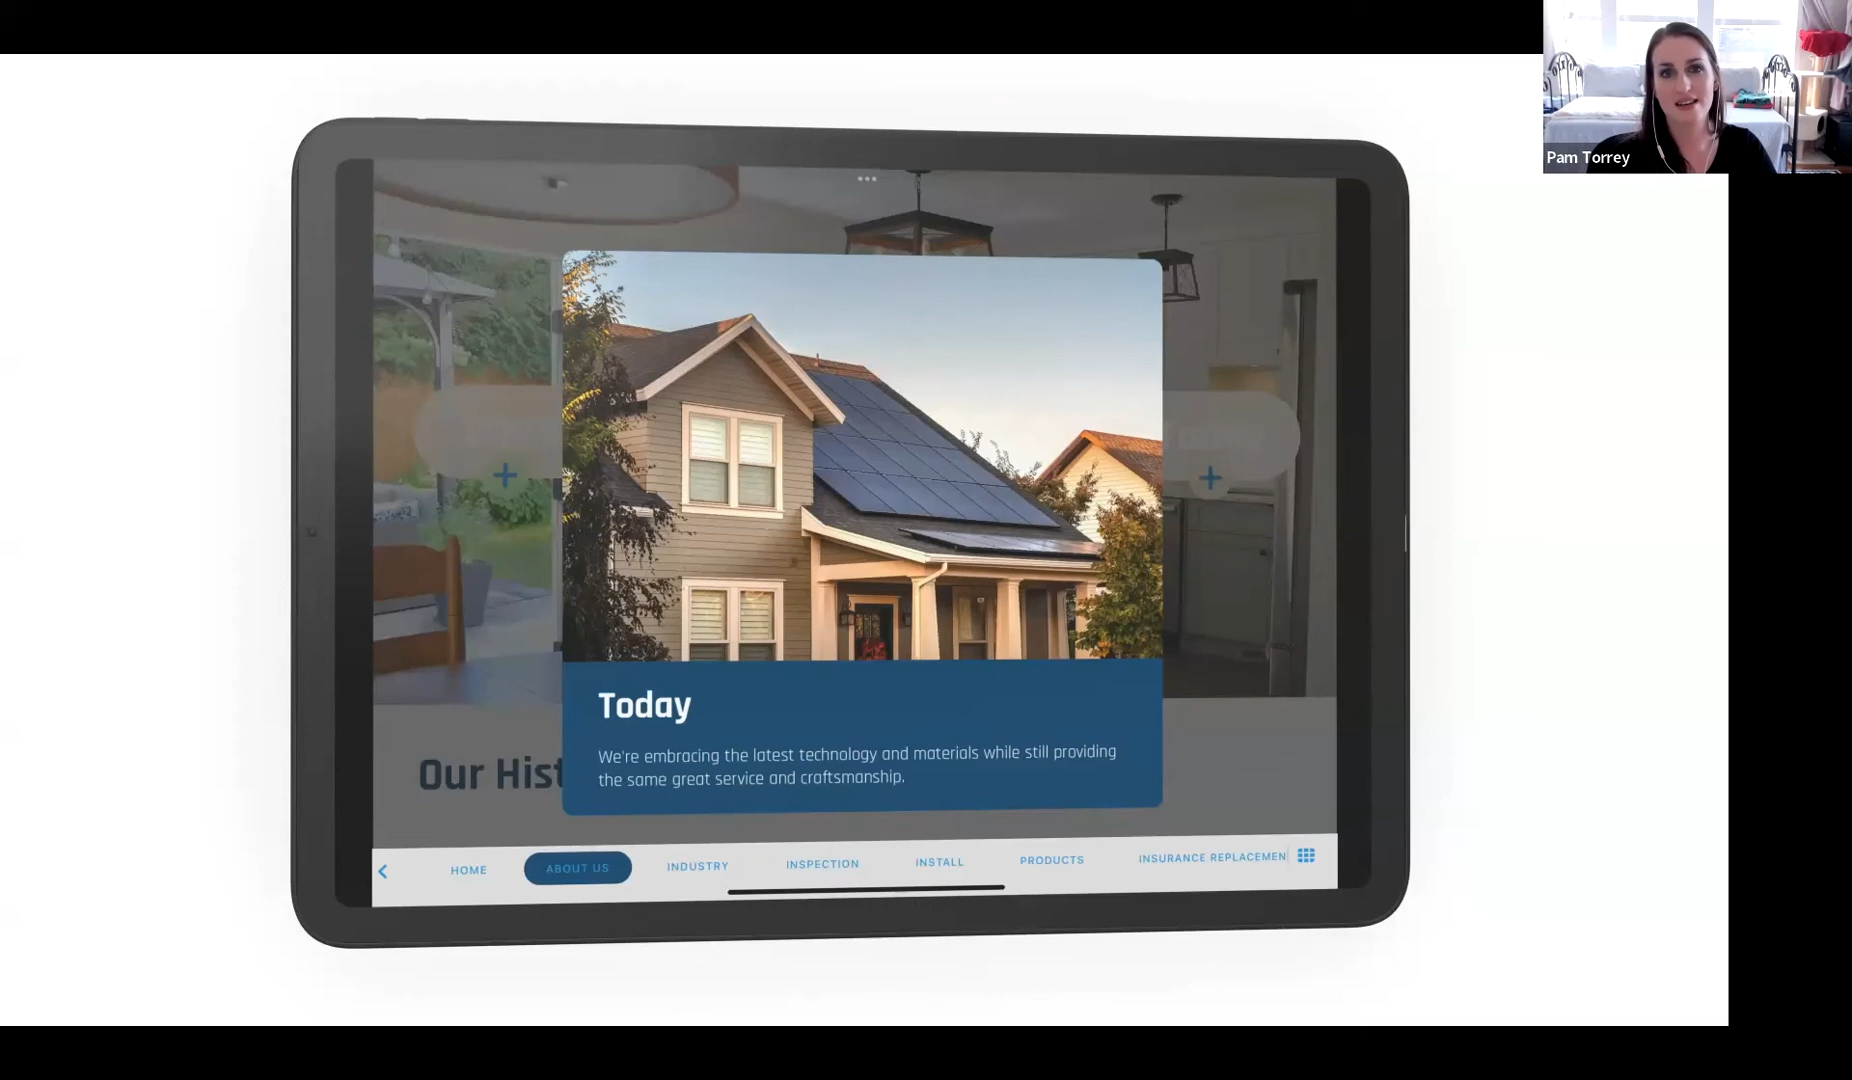 Pam Torrey
Today
We're embracing the latest technology and materials while still providing
the same great service and craftsmanship.
Our Hist
HOME
ABOUT US
INDUSTRY
INSPECTION
INSTALL
PRODUCTS
INSURANCE REPLACEMEN